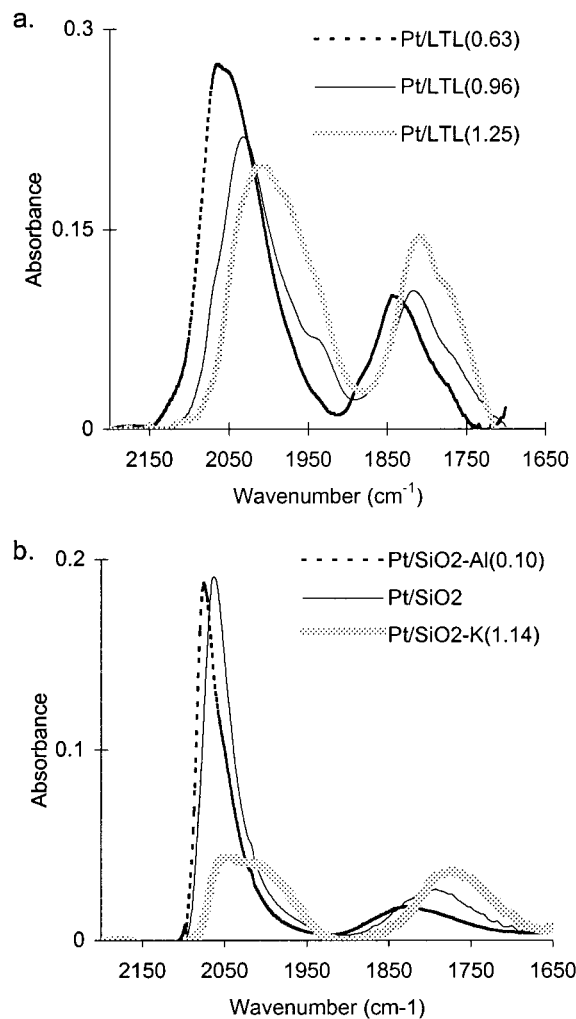 a.
0.3
Pt/LTL(0.63)
Pt/LTL(0.96)
Pt/LTL(1.25)
0.15
Absorbance
0
2150 2050 1950 1850 1750 1650
Wavenumber (cm-1)
b.
0.2
Pt/SiO2-Al(0.10)
Pt/SiO2
Pt/SiO2-K(1.14)
0.1
Absorbance
0
2150 2050 1950 1850 1750 1650
Wavenumber (cm-1)